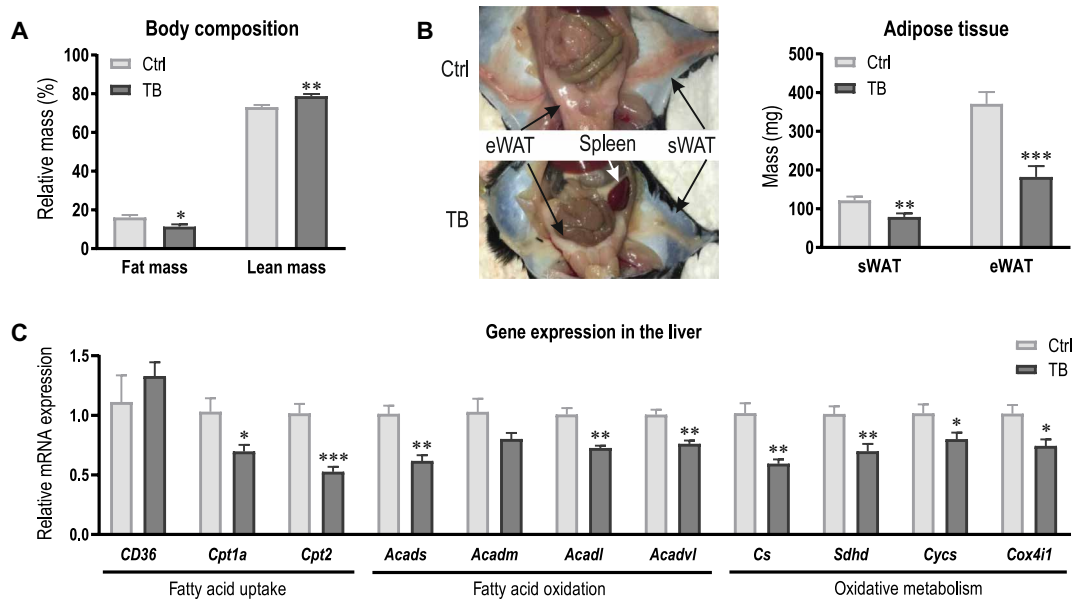 A
Body composition
Relative mass (%)
100
80
60
40
20
0
Ctrl
TB
*
**
Fat mass
Lean mass
B
Ctrl
eWAT
Spleen
sWAT
TB
Adipose tissue
Mass (mg)
500
400
300
200
100
0
Ctrl
TB
**
***
sWAT
eWAT
C
Gene expression in the liver
Ctrl
TB
Relative mRNA expression
1.5
1.0
0.5
0.0
*
***
**
**
**
**
**
*
*
CD36
Cpt1a
Cpt2
Acads
Acadm
Acadl
Acadvl
Cs
Sdhd
Cycs
Cox4i1
Fatty acid uptake
Fatty acid oxidation
Oxidative metabolism